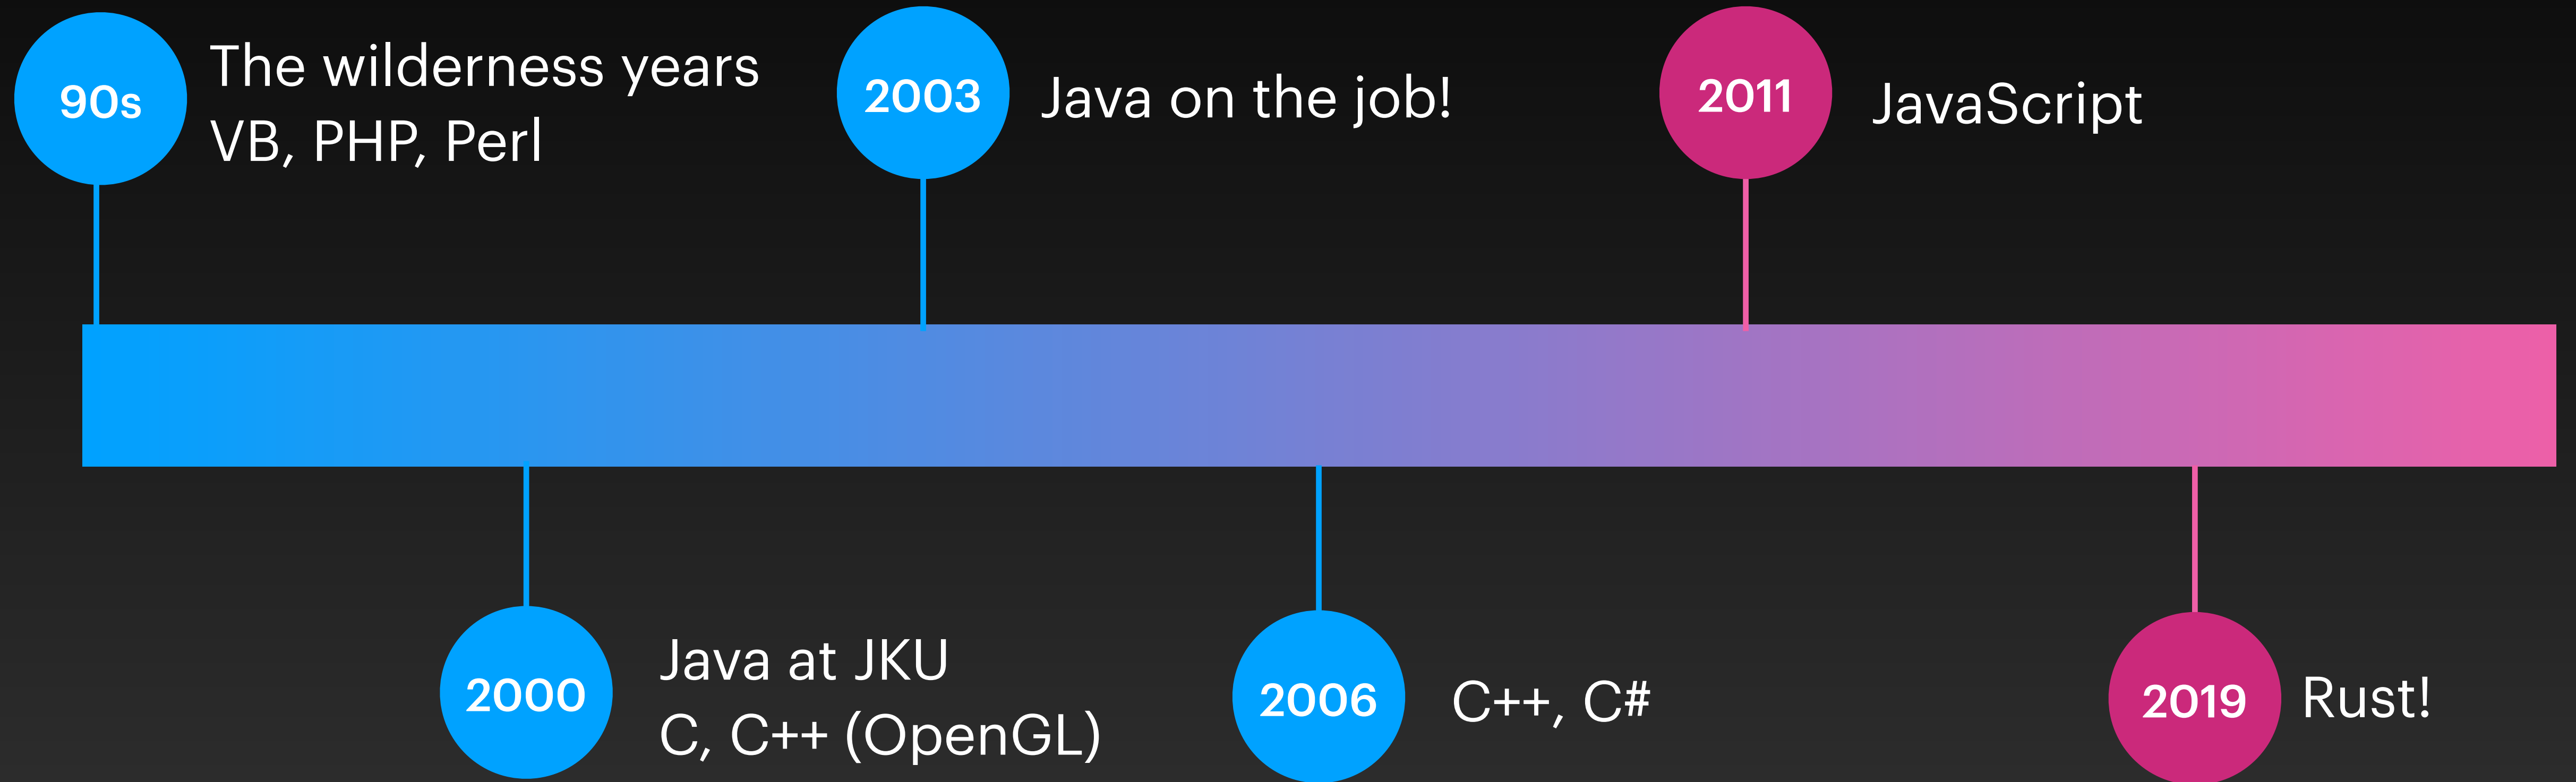 90s
The wilderness years
VB, PHP, Perl
2000
Java at JKU
C, C++ (OpenGL)
2003
Java on the job!
2006
C++, C#
2011
JavaScript
2019
Rust!